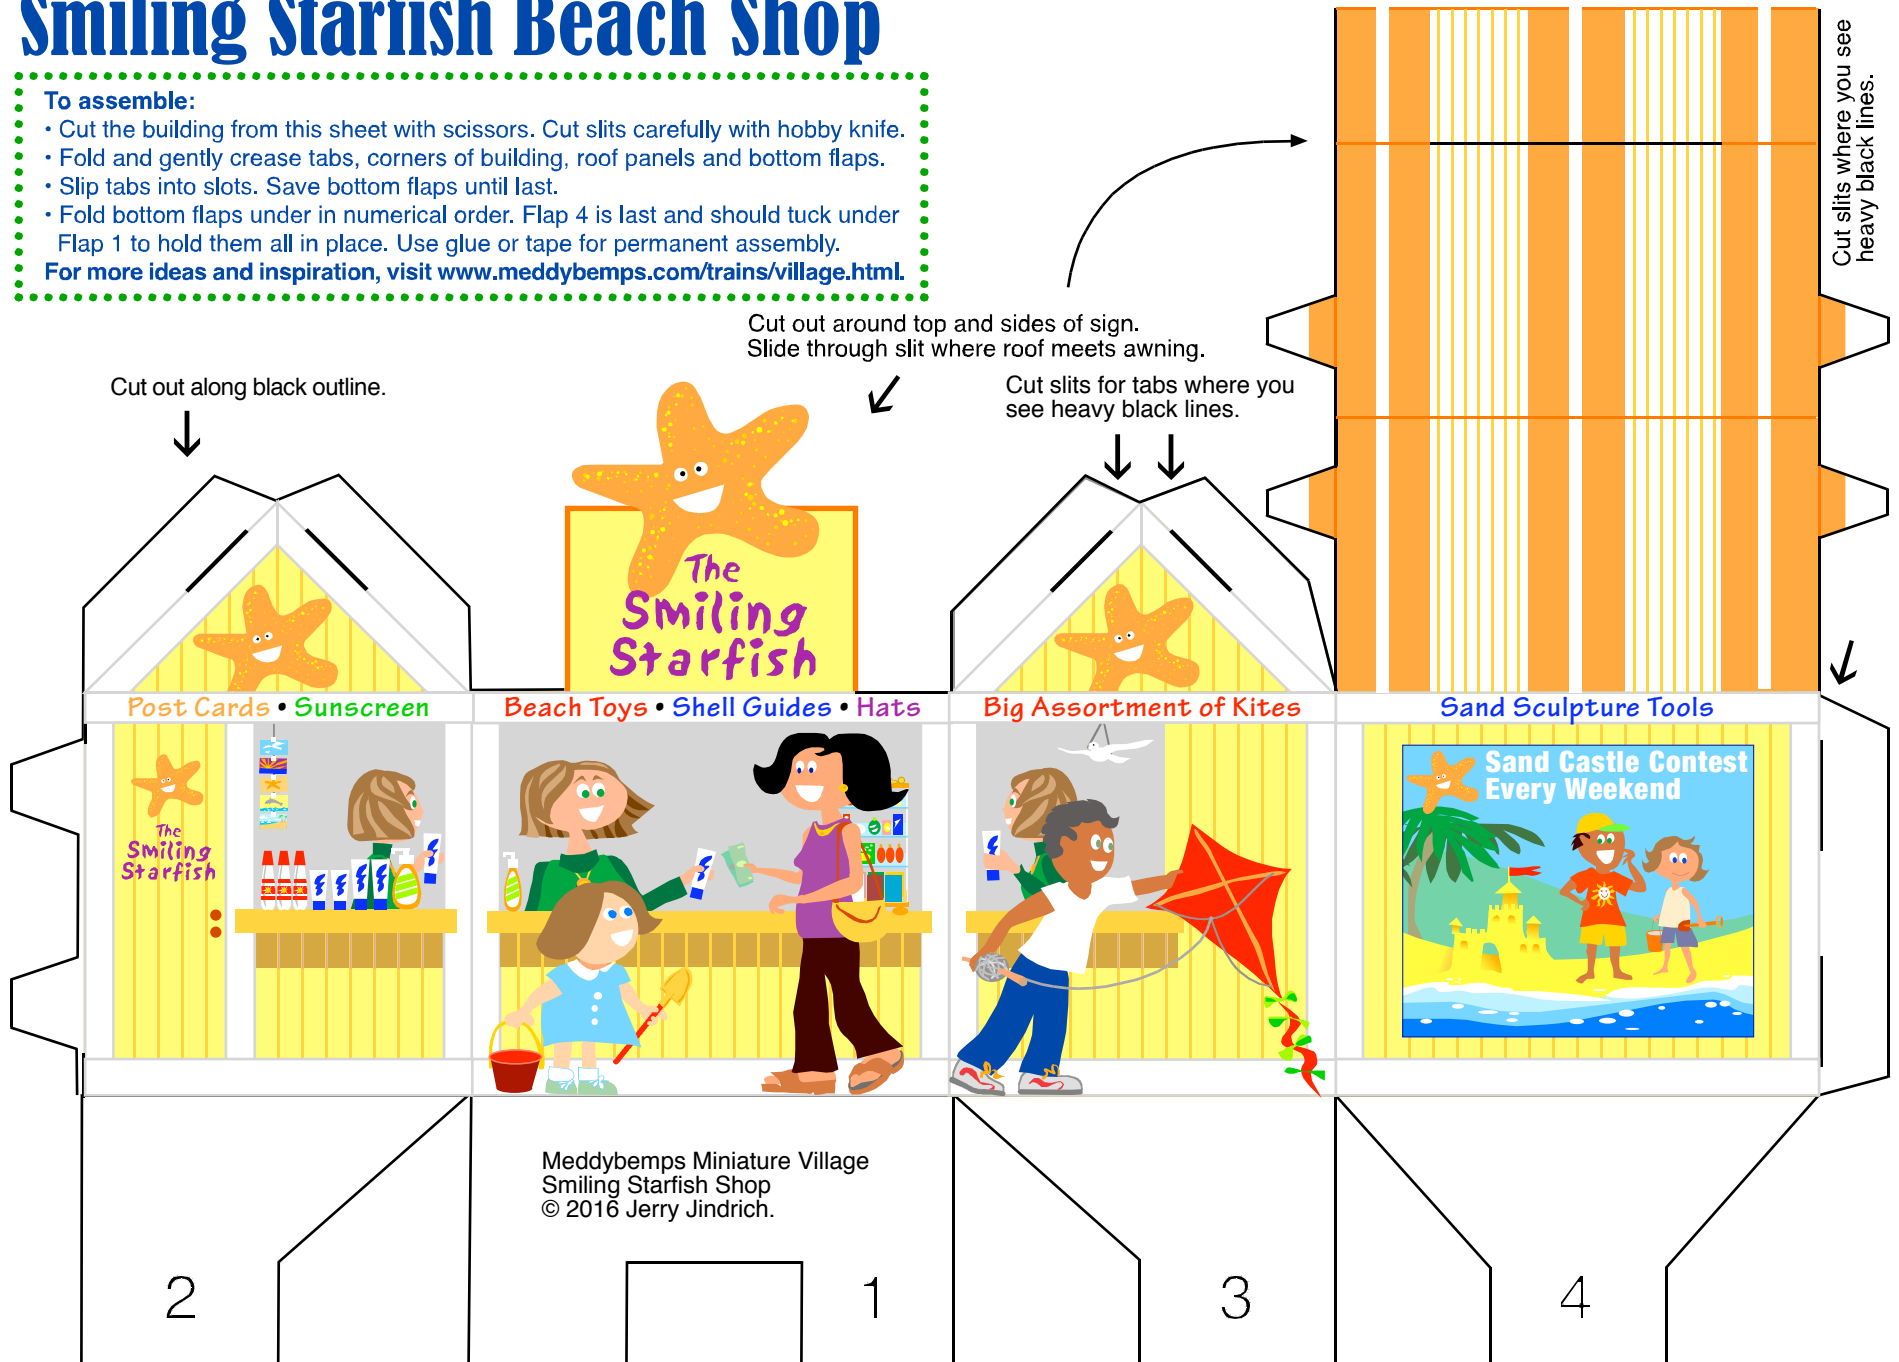 Smiling Starfish Beach Shop
To assemble:
• Cut the building from this sheet with scissors. Cut slits carefully with hobby knife.
• Fold and gently crease tabs, corners of building, roof panels and bottom flaps.
• Slip tabs into slots. Save bottom flaps until last.
• Fold bottom flaps under in numerical order. Flap 4 is last and should tuck under
Flap 1 to hold them all in place. Use glue or tape for permanent assembly.
For more ideas and inspiration, visit www.meddybemps.com/trains/village.html.
Cut slits where you see
heavy black lines.
Cut out around top and sides of sign.
Slide through slit where roof meets awning.
Cut out along black outline.
Cut slits for tabs where you
see heavy black lines.
The
Smiling
Starfish
Post Cards • Sunscreen
Beach Toys • Shell Guides • Hats
Big Assortment of Kites
Sand Sculpture Tools
The
Smiling
Starfish
Sand Castle Contest
Every Weekend
Meddybemps Miniature Village
Smiling Starfish Shop
© 2016 Jerry Jindrich.
2
1
3
4